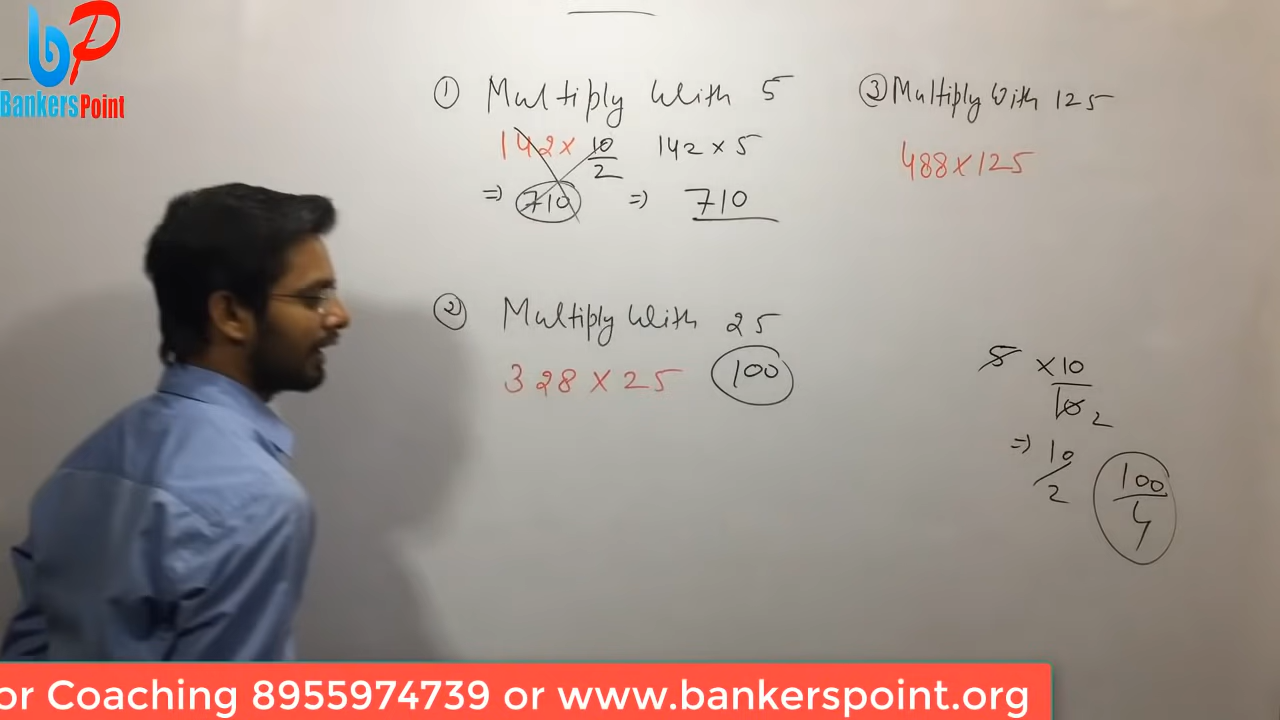 BP
BankersPoint
① Multiply With 5
142 × 10/2
142 × 5
=> 710 => 710
② Multiply With 25
328 × 25 100
③ Multiply With 125
488 × 125
5 × 10/10 2
=> 10/2
100/4
or Coaching 8955974739 or www.bankerspoint.org